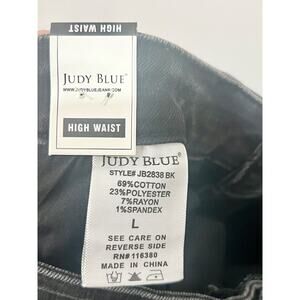 HIGH WAIST
JUDY BLUE®
WWW.JUDYBLUEJEANS.COM
HIGH WAIST
JUDY BLUE®
STYLE# JB2838 BK
69%COTTON
23%POLYESTER
7%RAYON
1%SPANDEX
L
SEE CARE ON
REVERSE SIDE
RN# 116380
MADE IN CHINA